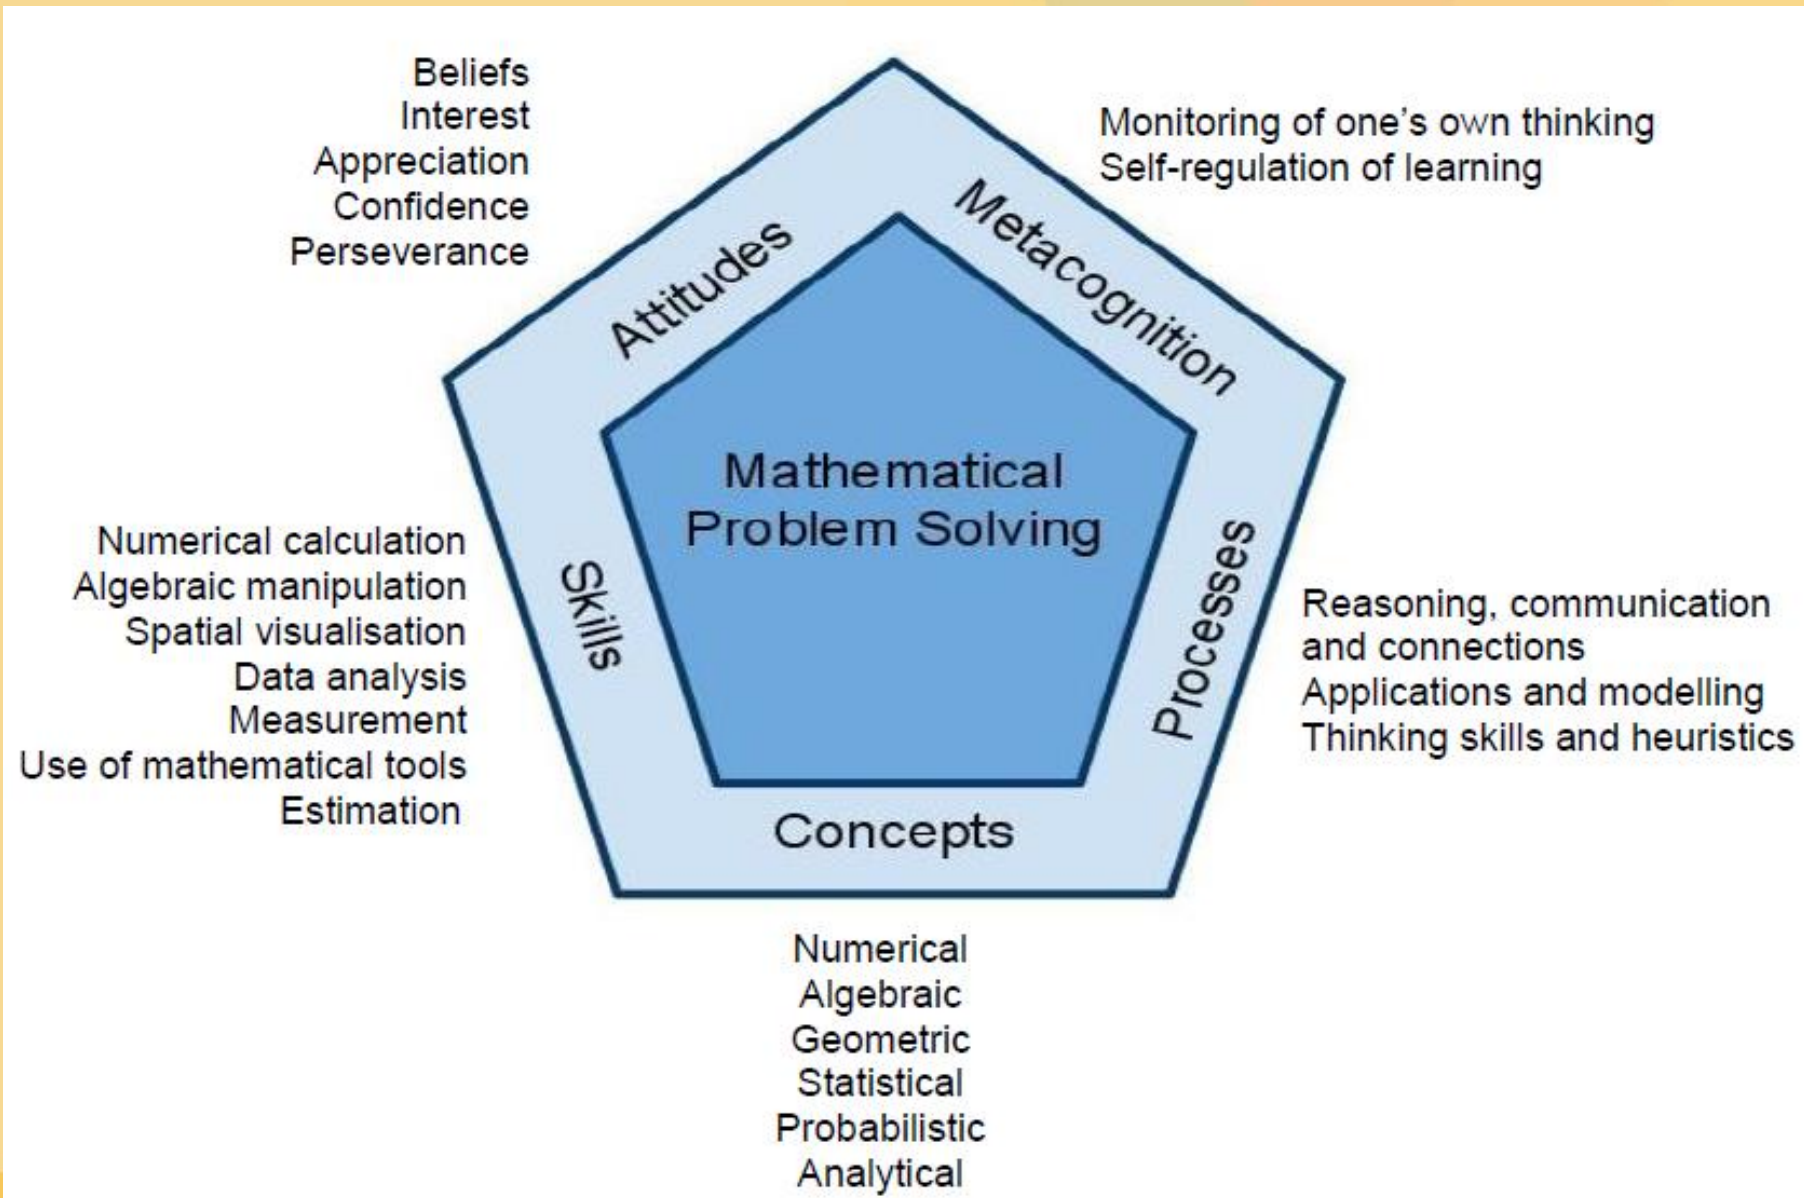 Beliefs
Interest
Appreciation
Confidence
Perseverance
Monitoring of one's own thinking
Self-regulation of learning
Attitudes
Metacognition
Mathematical
Problem Solving
Skills
Processes
Concepts
Numerical calculation
Algebraic manipulation
Spatial visualisation
Data analysis
Measurement
Use of mathematical tools
Estimation
Reasoning, communication
and connections
Applications and modelling
Thinking skills and heuristics
Numerical
Algebraic
Geometric
Statistical
Probabilistic
Analytical